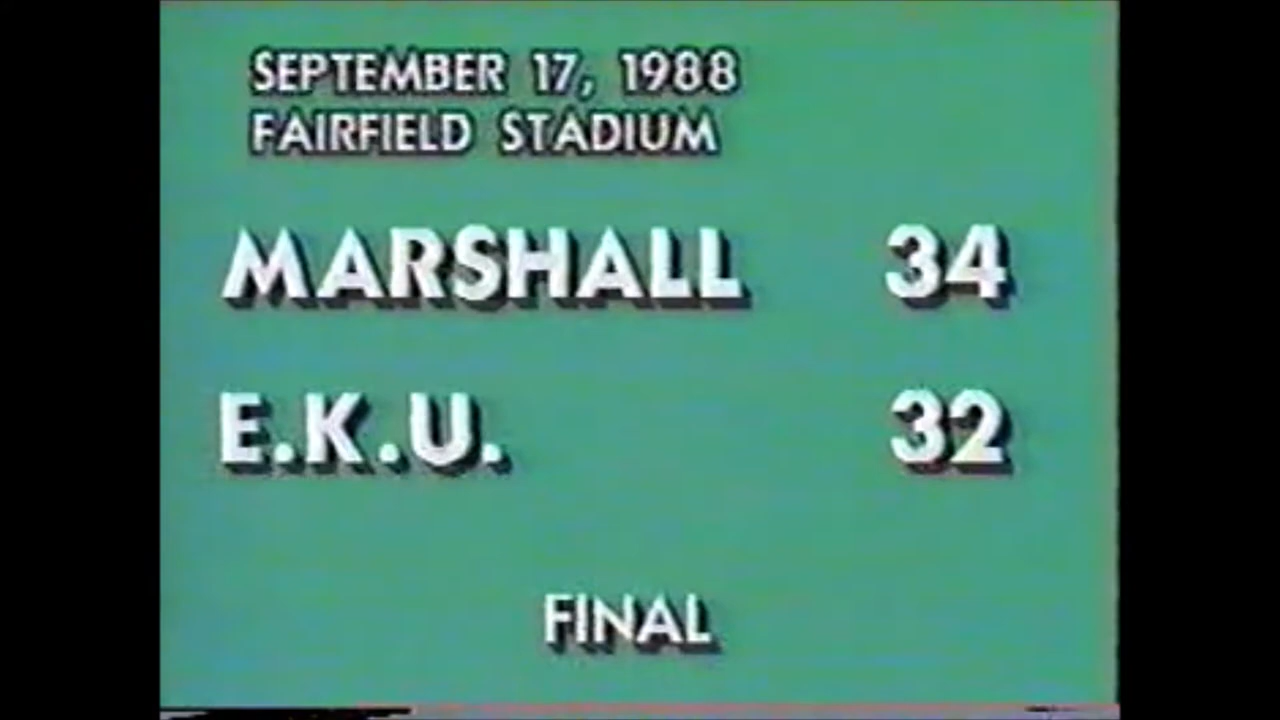 SEPTEMBER 17, 1988
FAIRFIELD STADIUM
MARSHALL 34
E.K.U. 32
FINAL